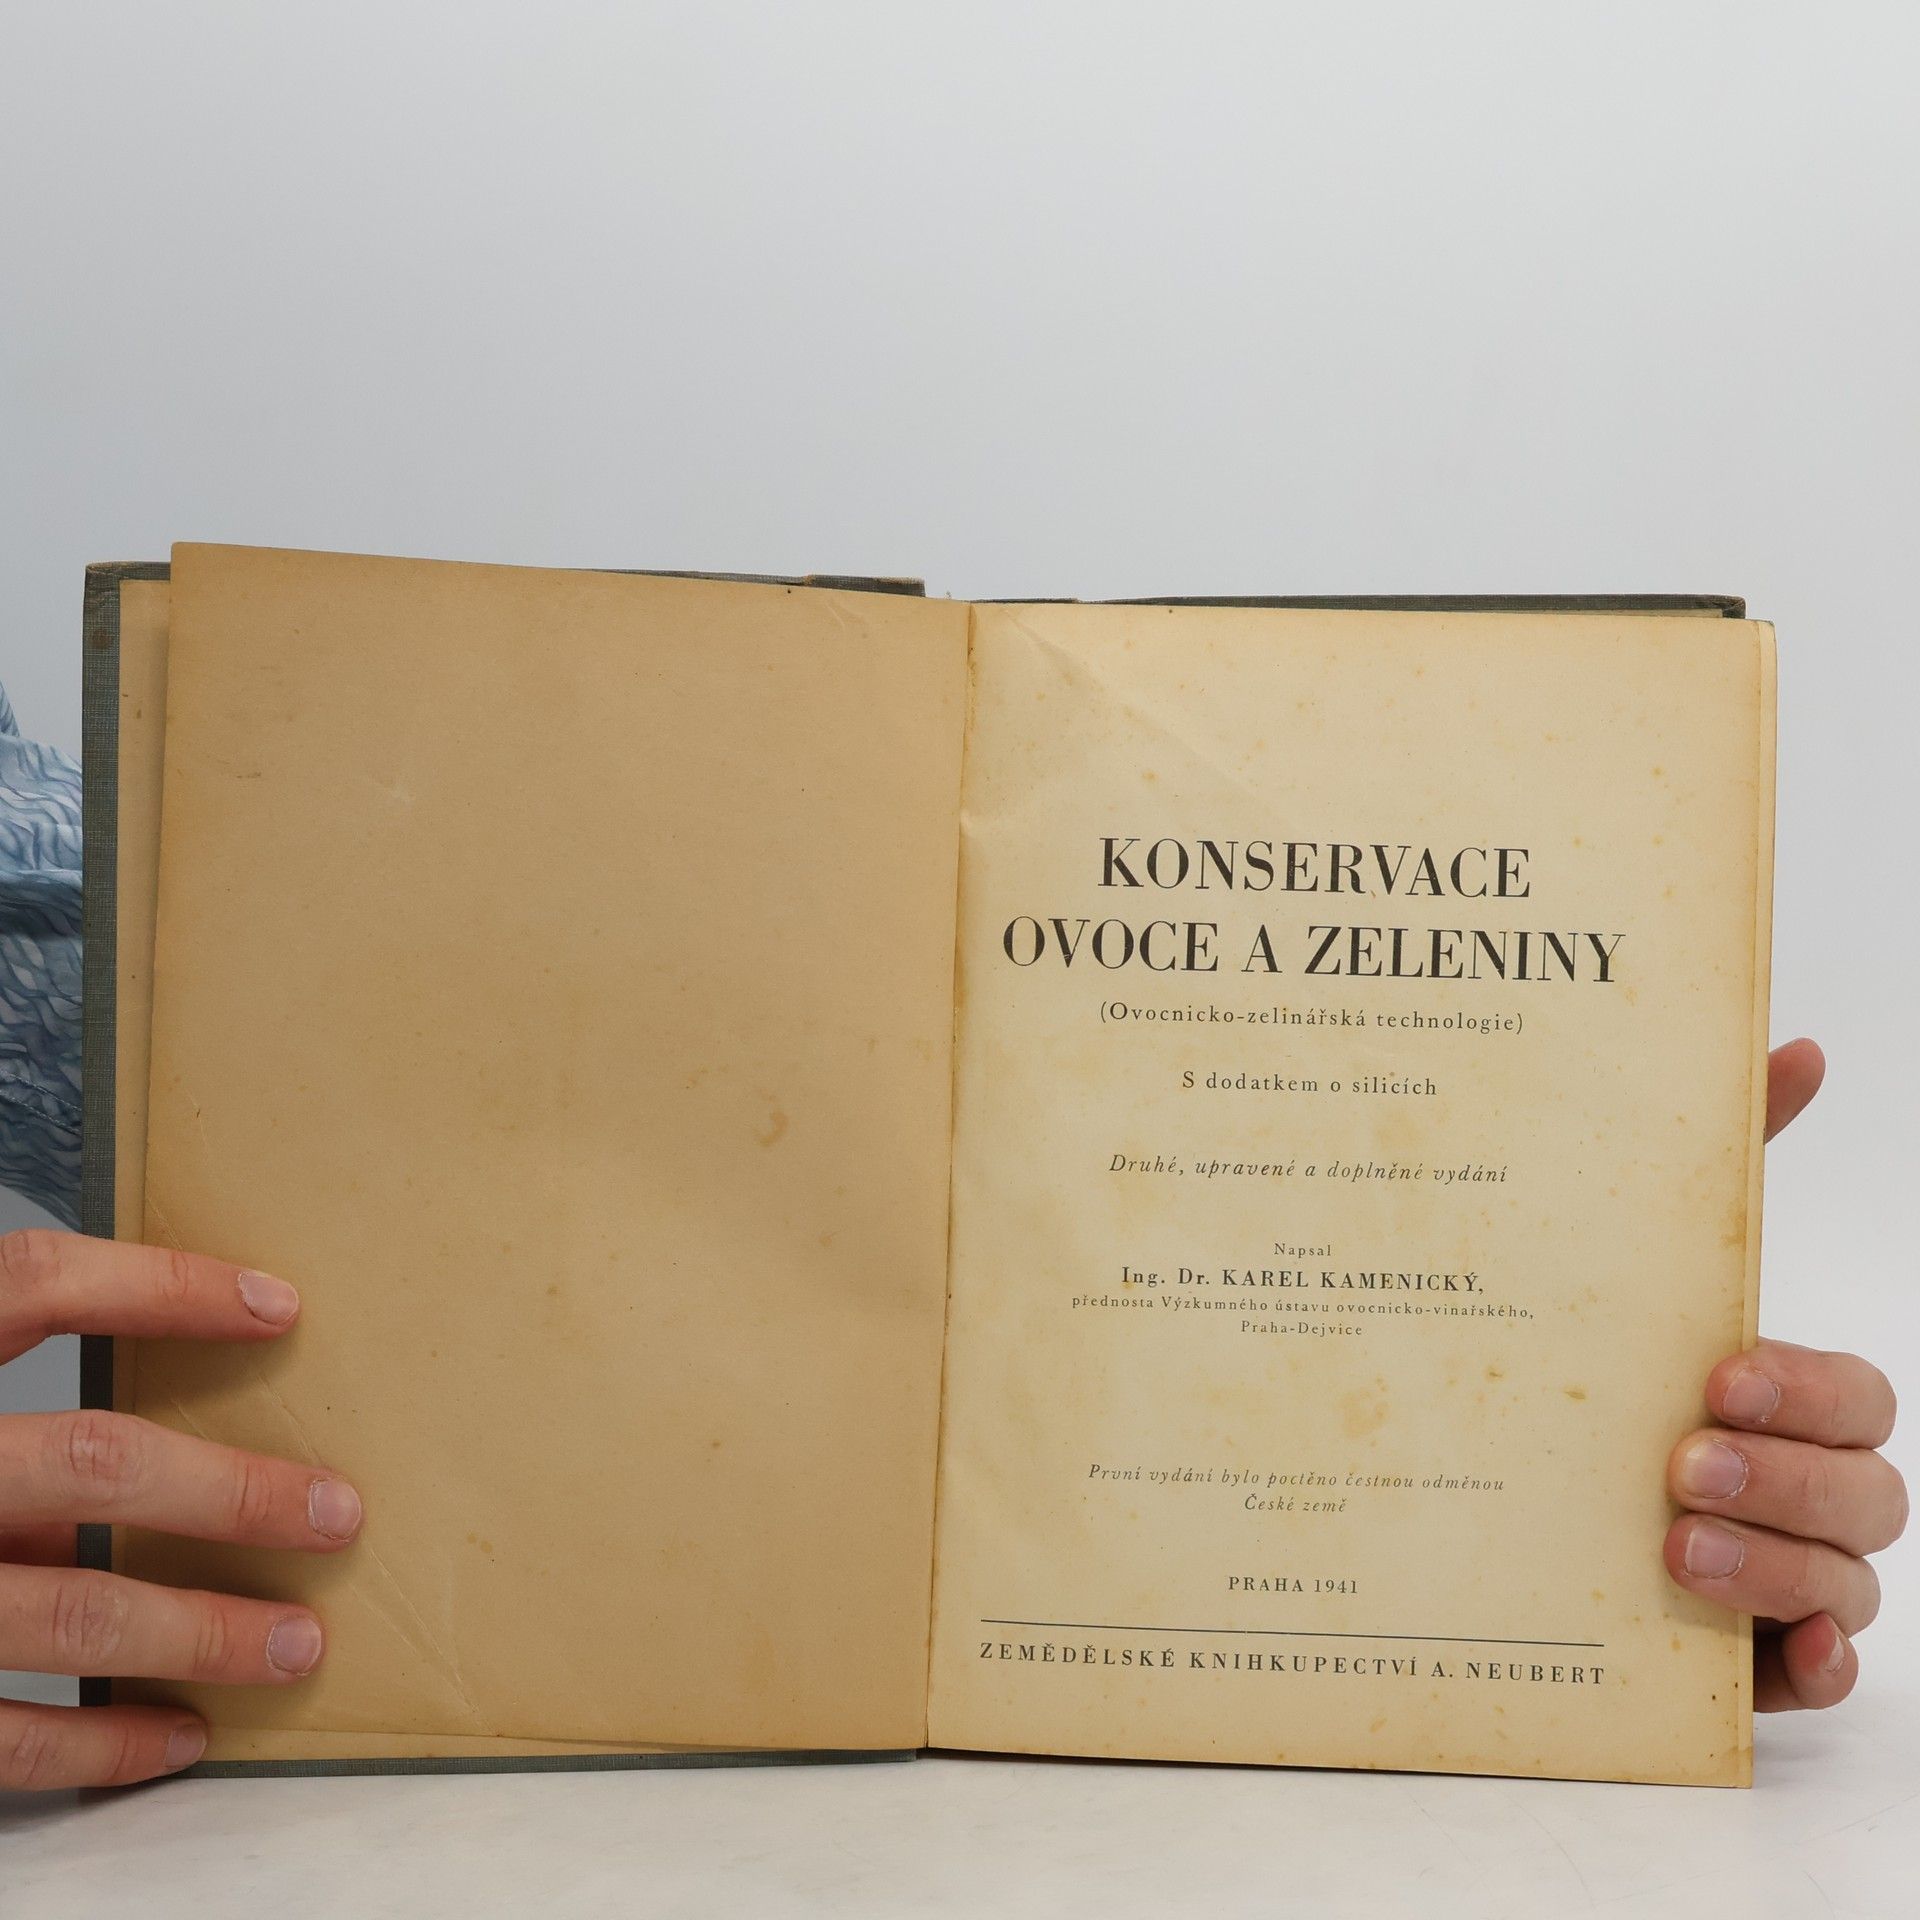 KONSERVACE
OVOCE A ZELENINY
(Ovocnicko-zelinářská technologie)
S dodatkem o silicích
Druhé, upravené a doplněné vydání
Napsal
Ing. Dr. KAREL KAMENICKÝ,
přednosta Výzkumného ústavu ovocnicko-vinařského,
Praha-Dejvice
První vydání bylo poctěno čestnou odměnou
České země
PRAHA 1941
ZEMĚDĚLSKÉ KNIHKUPECTVÍ A. NEUBERT